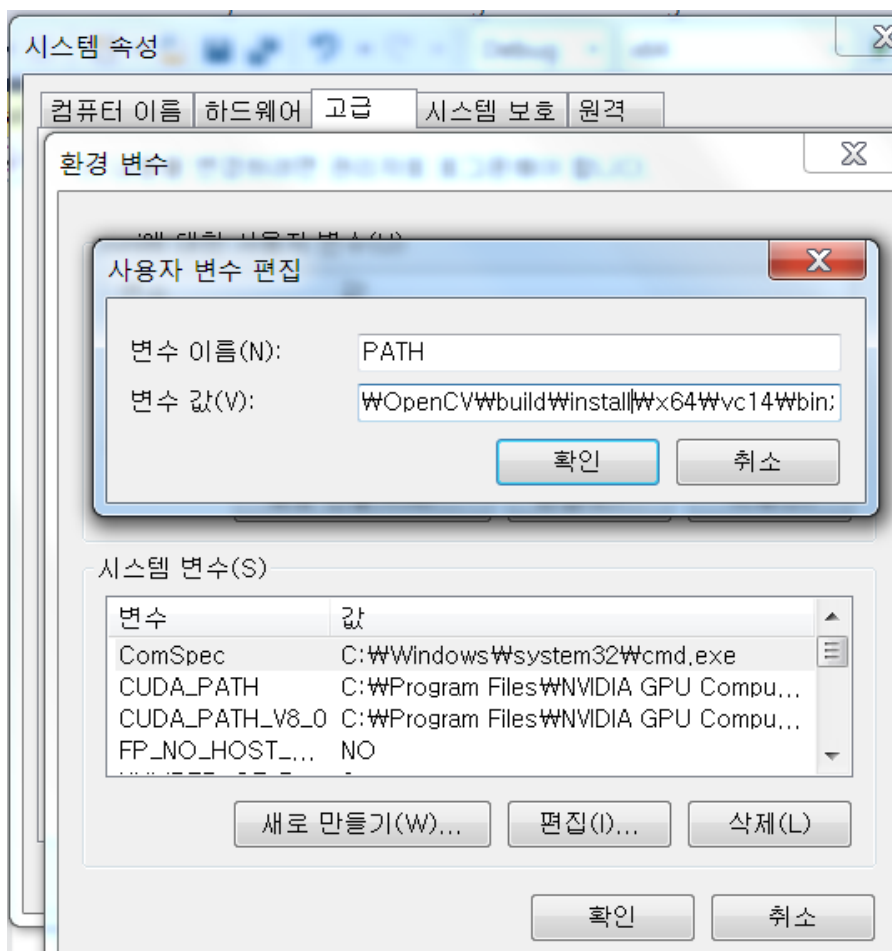 시스템 속성
Debug
x64
컴퓨터 이름
하드웨어
고급
시스템 보호
원격
환경 변수
사용자 변수 편집
변수 이름(N):
PATH
변수 값(V):
₩OpenCV₩build₩install₩x64₩vc14₩bin;
확인
취소
시스템 변수(S)
변수 값
ComSpec C:₩Windows₩system32₩cmd.exe
CUDA_PATH C:₩Program Files₩NVIDIA GPU Compu...
CUDA_PATH_V8_0 C:₩Program Files₩NVIDIA GPU Compu...
FP_NO_HOST_... NO
새로 만들기(W)...
편집(I)...
삭제(L)
확인
취소